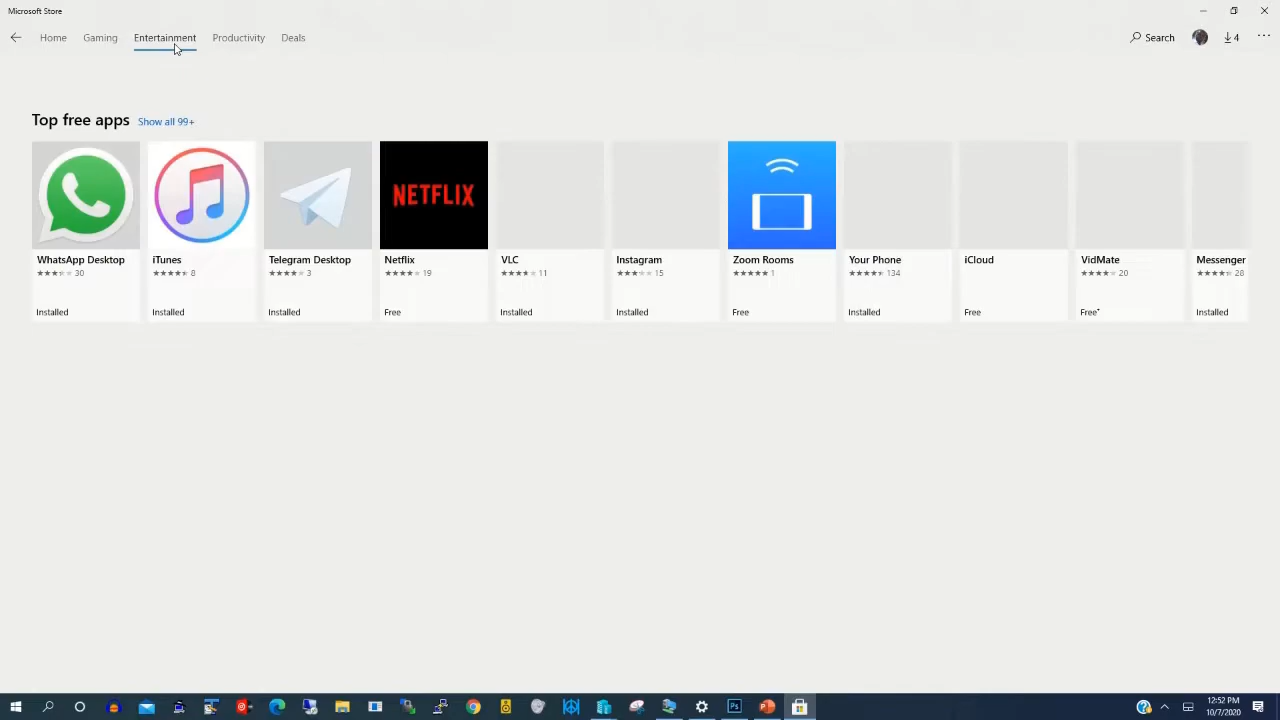 Microsoft Store
Home Gaming Entertainment Productivity Deals Search 4
Top free apps Show all 99+
NETFLIX
WhatsApp Desktop iTunes Telegram Desktop Netflix VLC Instagram Zoom Rooms Your Phone iCloud VidMate Messenger
30 8 3 19 11 15 1 134 20 28
Installed Installed Installed Free Installed Installed Free Installed Free Free* Installed
Ps
12:52 PM
10/7/2020